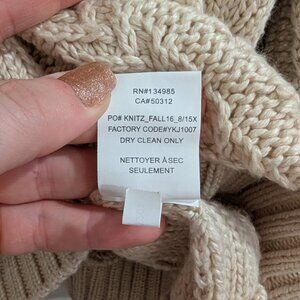 RN#134985
CA#50312
PO# KNITZ_FALL16_8/15X
FACTORY CODE#YKJ1007
DRY CLEAN ONLY
NETTOYER À SEC
SEULEMENT